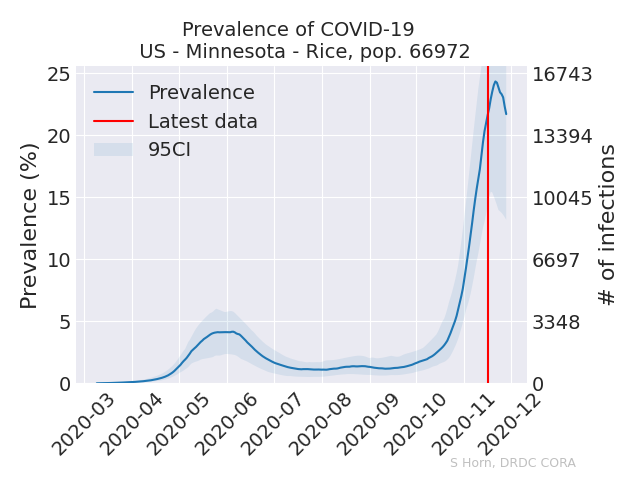 Prevalence of COVID-19
US - Minnesota - Rice, pop. 66972
25
20
15
10
5
0
Prevalence (%)
Prevalence
Latest data
95CI
16743
13394
10045
6697
3348
0
# of infections
2020-03
2020-04
2020-05
2020-06
2020-07
2020-08
2020-09
2020-10
2020-11
2020-12
S Horn, DRDC CORA